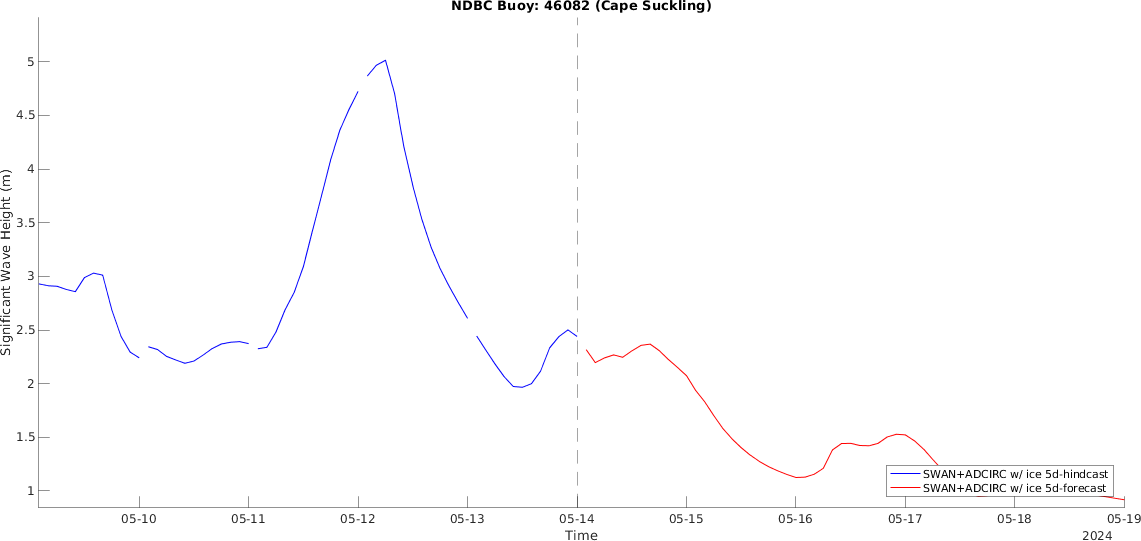 NDBC Buoy: 46082 (Cape Suckling)
Significant Wave Height (m)
5
4.5
4
3.5
3
2.5
2
1.5
1
SWAN+ADCIRC w/ ice 5d-hindcast
SWAN+ADCIRC w/ ice 5d-forecast
05-10 05-11 05-12 05-13 05-14 05-15 05-16 05-17 05-18 05-19
Time
2024